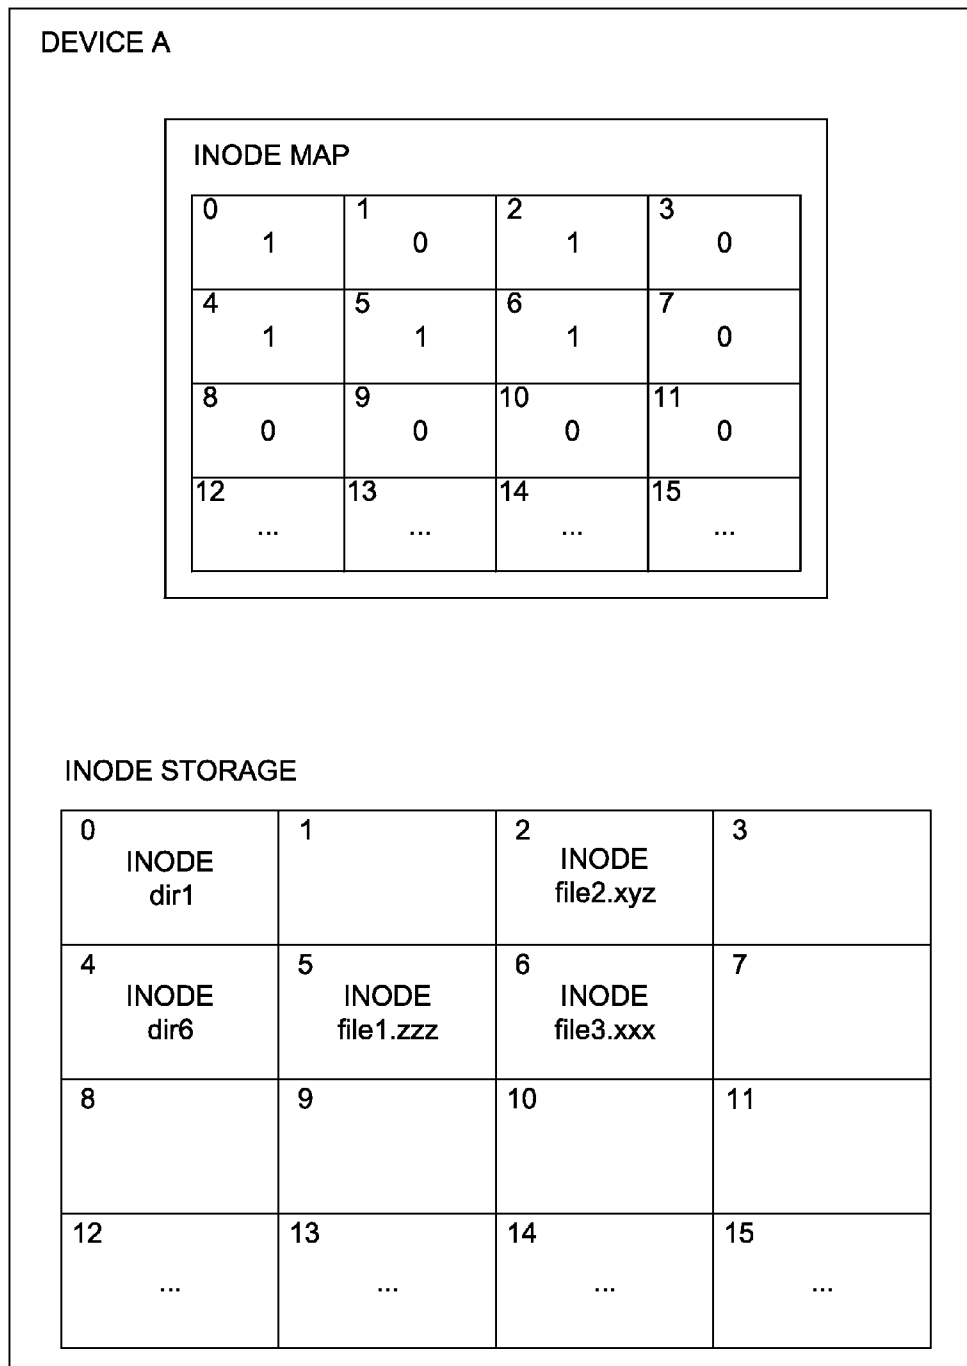 DEVICE A
INODE MAP
0 1 2 3
1 0 1 0
4 5 6 7
1 1 1 0
8 9 10 11
0 0 0 0
12 13 14 15
... ... ... ...
INODE STORAGE
0 1 2 3
INODE INODE
dir1 file2.xyz
4 5 6 7
INODE INODE INODE
dir6 file1.zzz file3.xxx
8 9 10 11
12 13 14 15
... ... ... ...